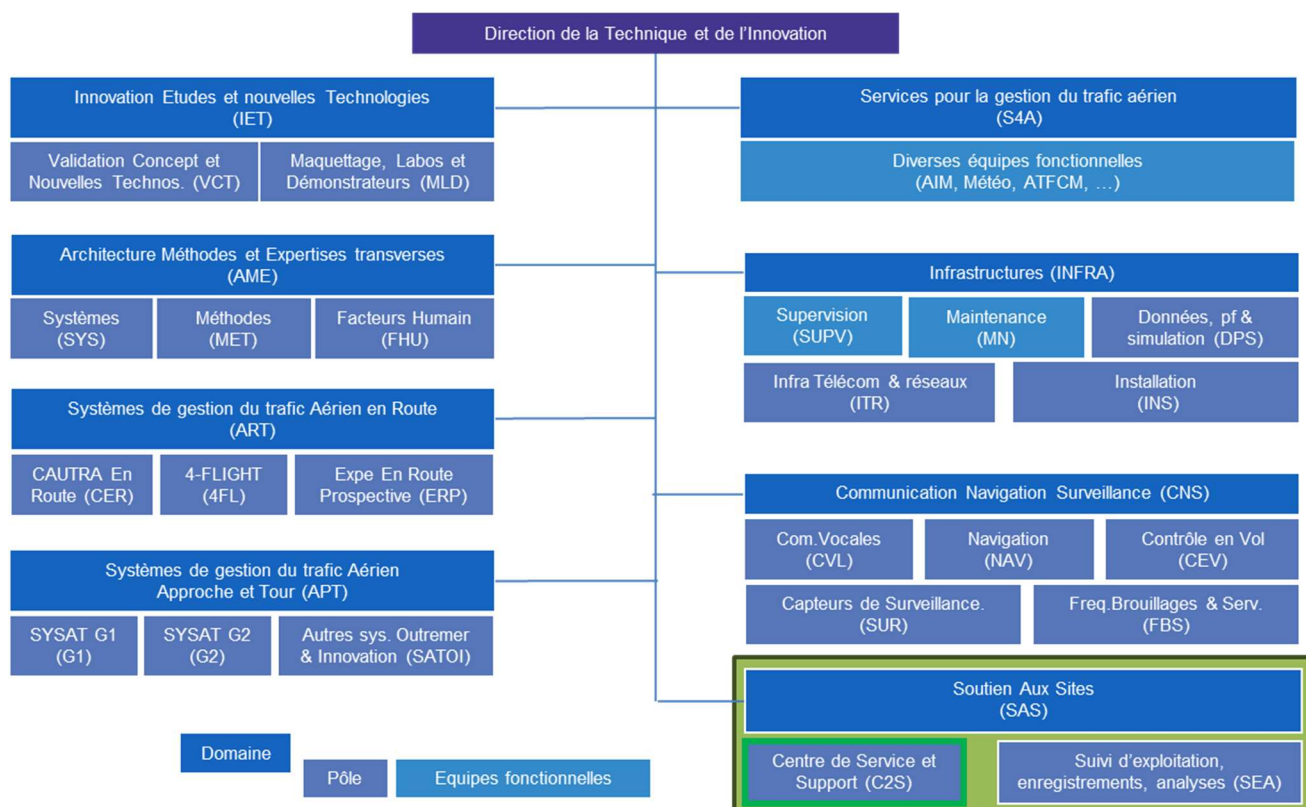 Direction de la Technique et de l'Innovation
Innovation Etudes et nouvelles Technologies
(IET)
Validation Concept et
Nouvelles Technos. (VCT)
Maquettage, Labos et
Démonstrateurs (MLD)
Architecture Méthodes et Expertises transverses
(AME)
Systèmes
(SYS)
Méthodes
(MET)
Facteurs Humain
(FHU)
Systèmes de gestion du trafic Aérien en Route
(ART)
CAUTRA En
Route (CER)
4-FLIGHT
(4FL)
Expe En Route
Prospective (ERP)
Systèmes de gestion du trafic Aérien
Approche et Tour (APT)
SYSAT G1
(G1)
SYSAT G2
(G2)
Autres sys. Outremer
& Innovation (SATOI)
Services pour la gestion du trafic aérien
(S4A)
Diverses équipes fonctionnelles
(AIM, Météo, ATFCM, …)
Infrastructures (INFRA)
Supervision
(SUPV)
Maintenance
(MN)
Données, pf &
simulation (DPS)
Infra Télécom & réseaux
(ITR)
Installation
(INS)
Communication Navigation Surveillance (CNS)
Com.Vocales
(CVL)
Navigation
(NAV)
Contrôle en Vol
(CEV)
Capteurs de Surveillance.
(SUR)
Freq.Brouillages & Serv.
(FBS)
Soutien Aux Sites
(SAS)
Centre de Service et
Support (C2S)
Suivi d'exploitation,
enregistrements, analyses (SEA)
Domaine
Pôle
Equipes fonctionnelles